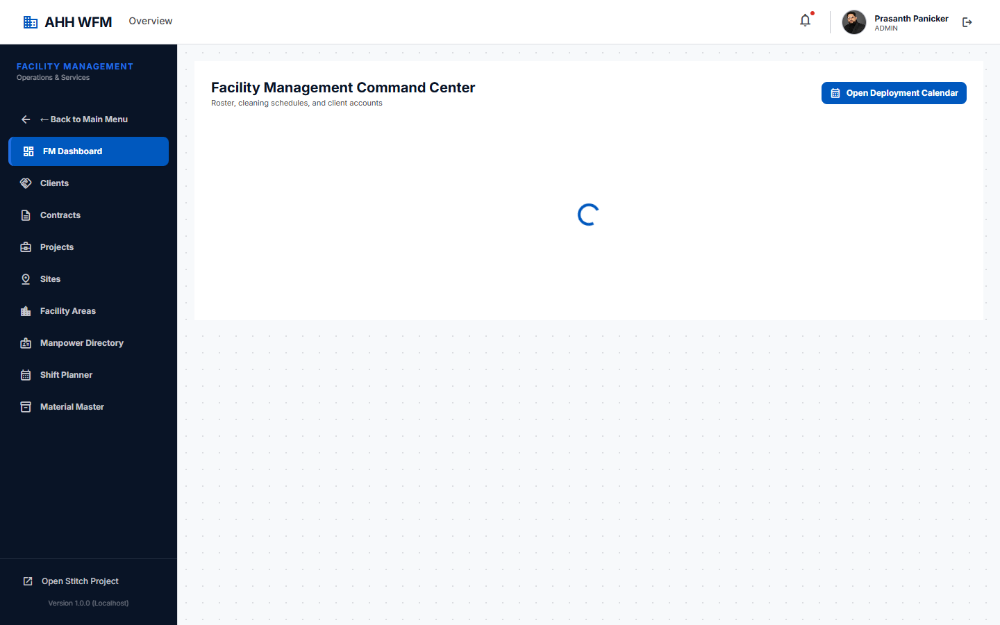 AHH WFM
Overview
Prasanth Panicker
ADMIN
FACILITY MANAGEMENT
Operations & Services
← Back to Main Menu
FM Dashboard
Clients
Contracts
Projects
Sites
Facility Areas
Manpower Directory
Shift Planner
Material Master
Open Stitch Project
Version 1.0.0 (Localhost)
Facility Management Command Center
Roster, cleaning schedules, and client accounts
Open Deployment Calendar